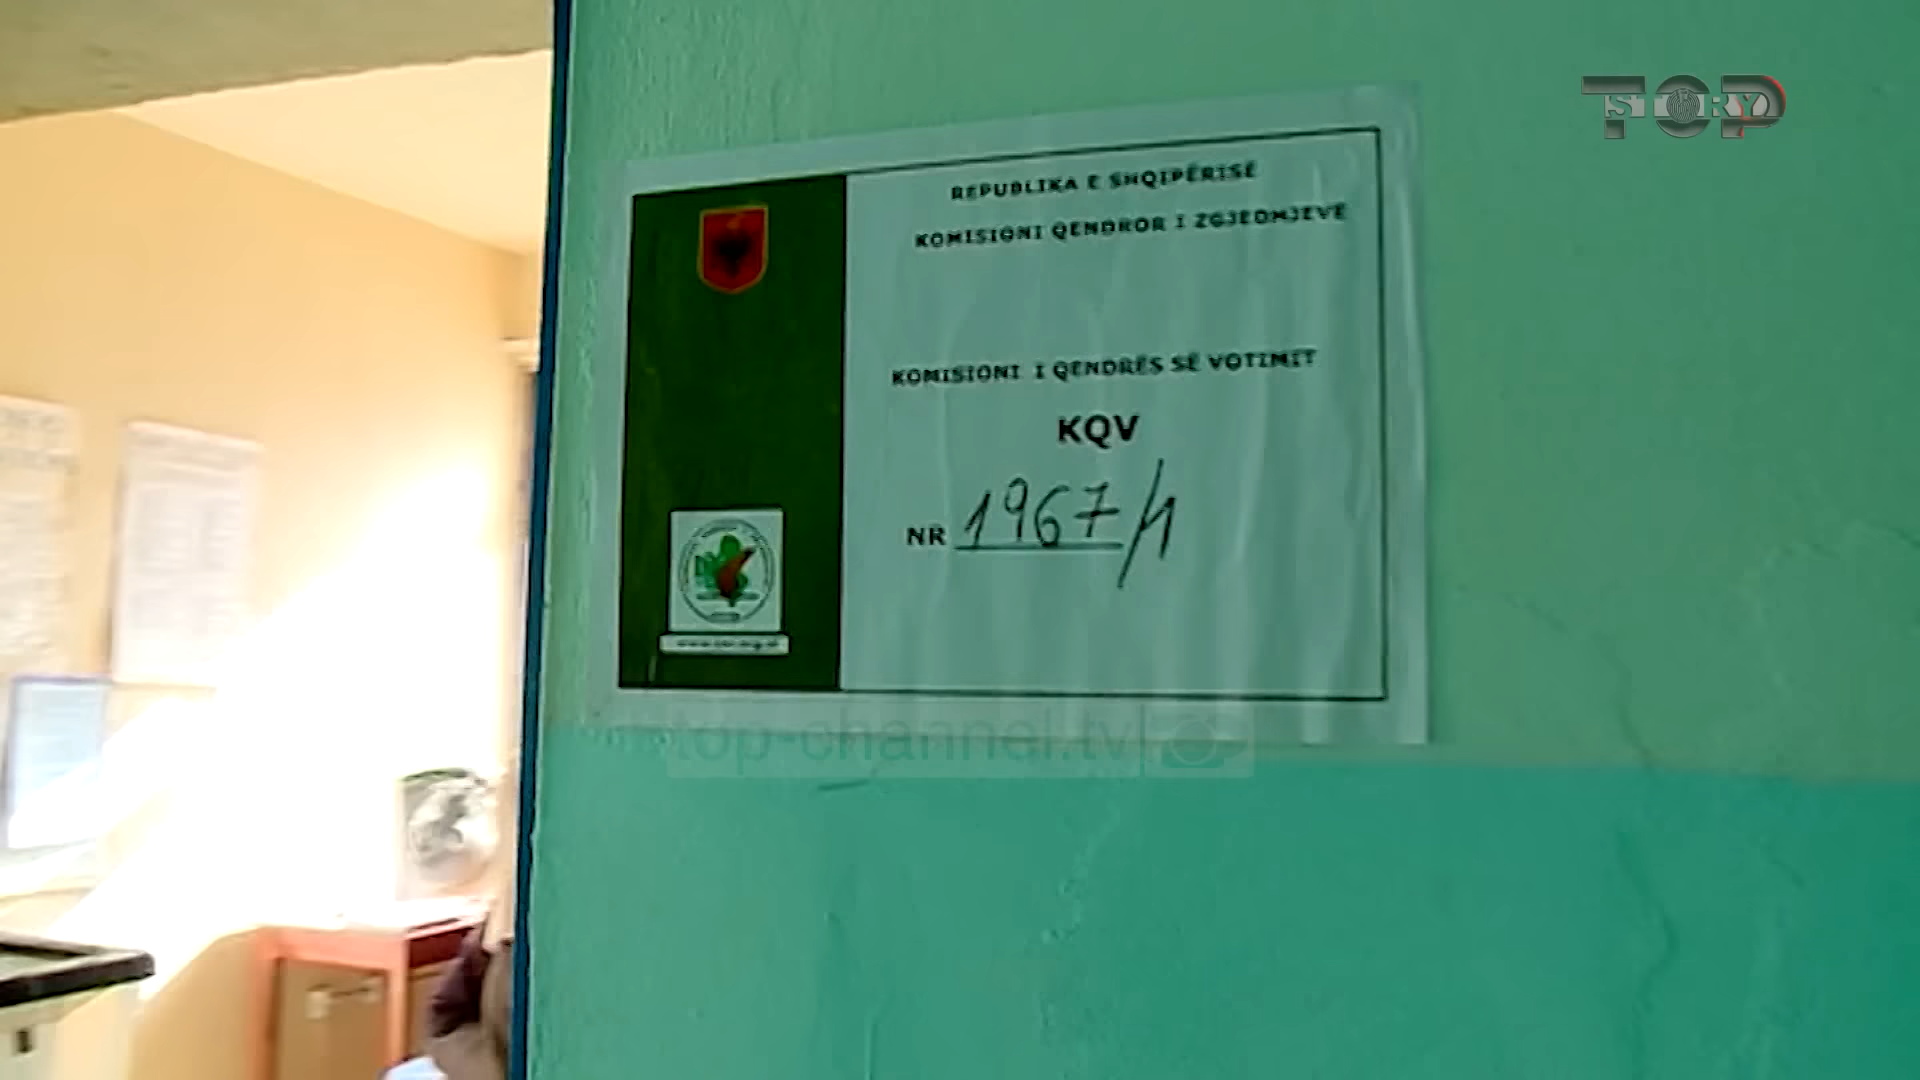 TOP
STORY
REPUBLIKA E SHQIPËRISË
KOMISIONI QENDROR I ZGJEDHJEVE
KOMISIONI I QENDRËS SË VOTIMIT
KQV
NR 1967/1
top-channel.tv